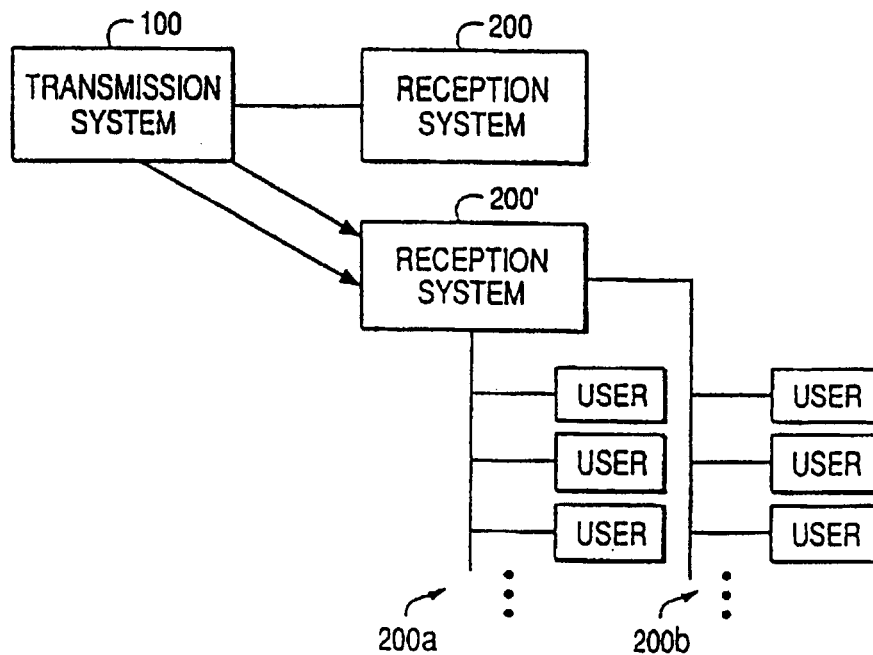 100
TRANSMISSION
SYSTEM
200
RECEPTION
SYSTEM
200'
RECEPTION
SYSTEM
USER
USER
USER
USER
USER
USER
200a
200b